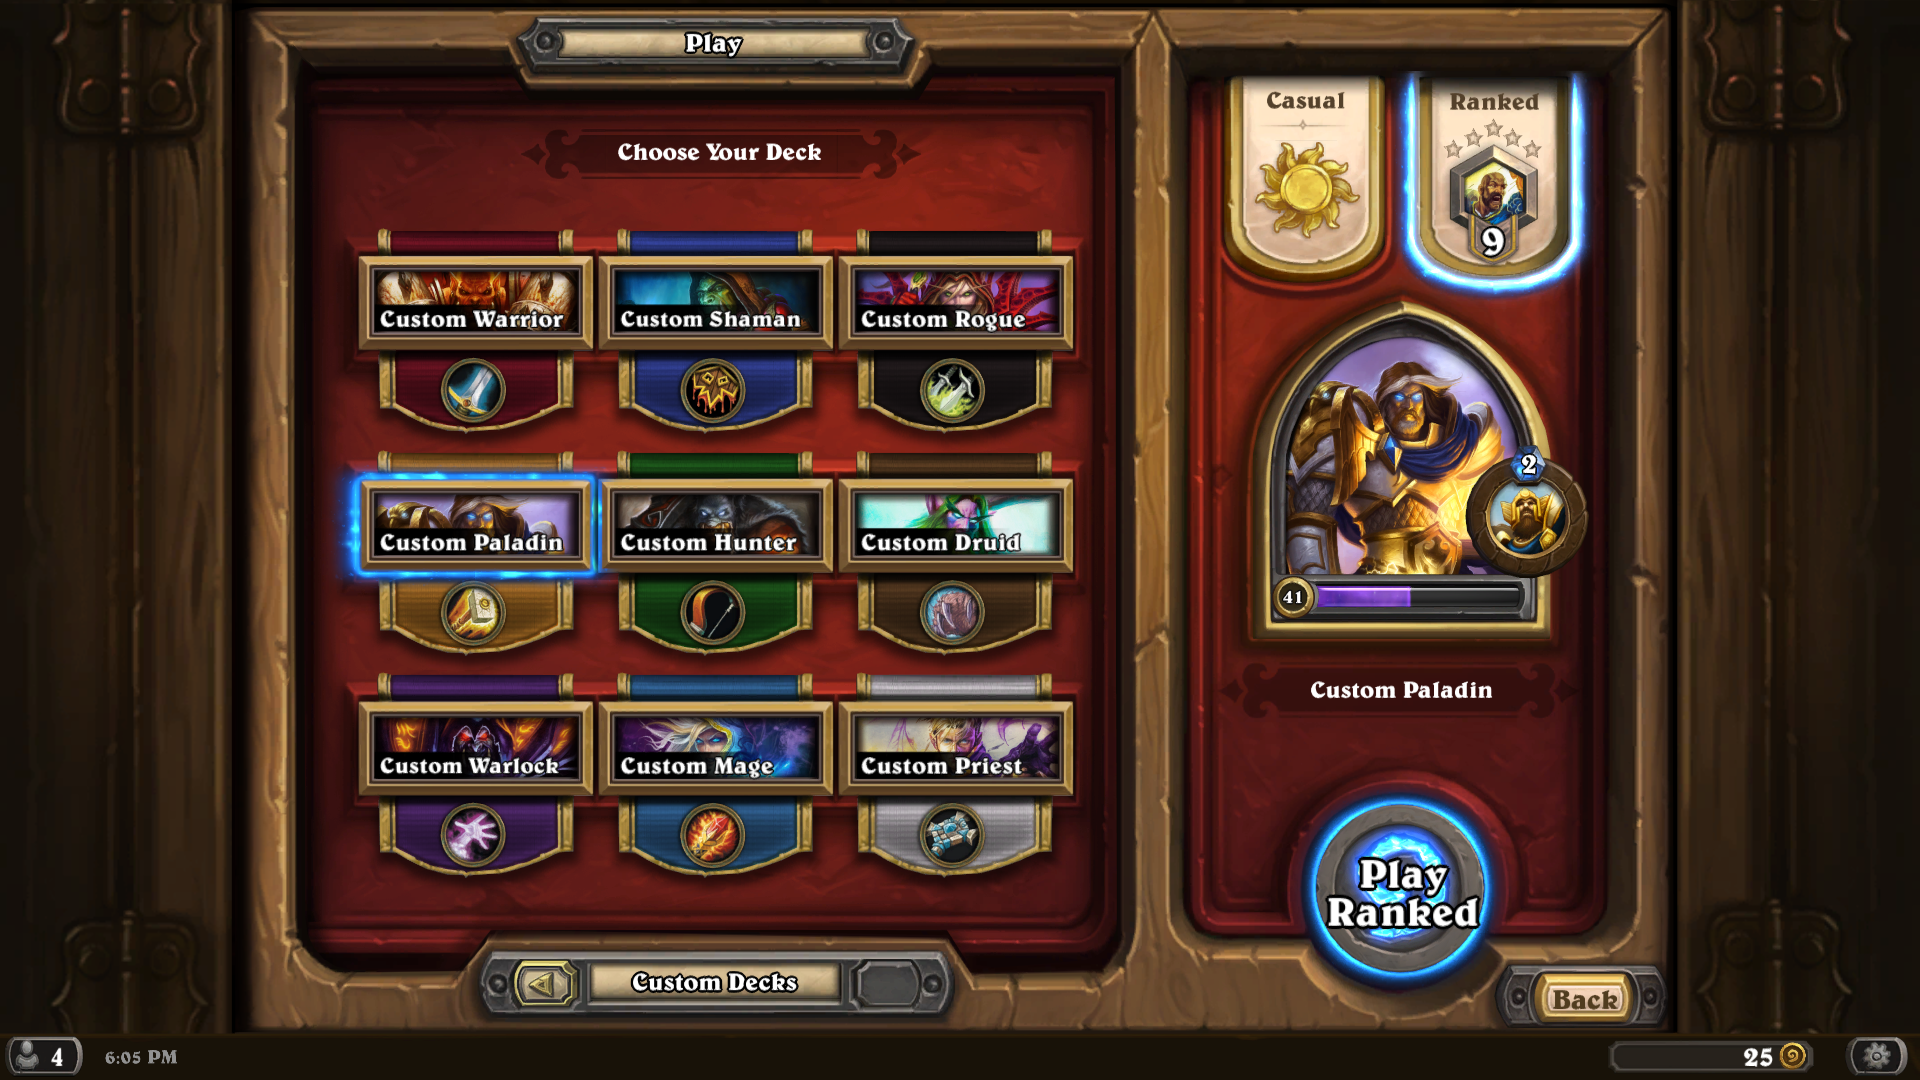 Play
Choose Your Deck
Custom Warrior
Custom Shaman
Custom Rogue
Custom Paladin
Custom Hunter
Custom Druid
Custom Warlock
Custom Mage
Custom Priest
Custom Decks
Casual
Ranked
9
2
41
Custom Paladin
Play
Ranked
Back
4
6:05 PM
25